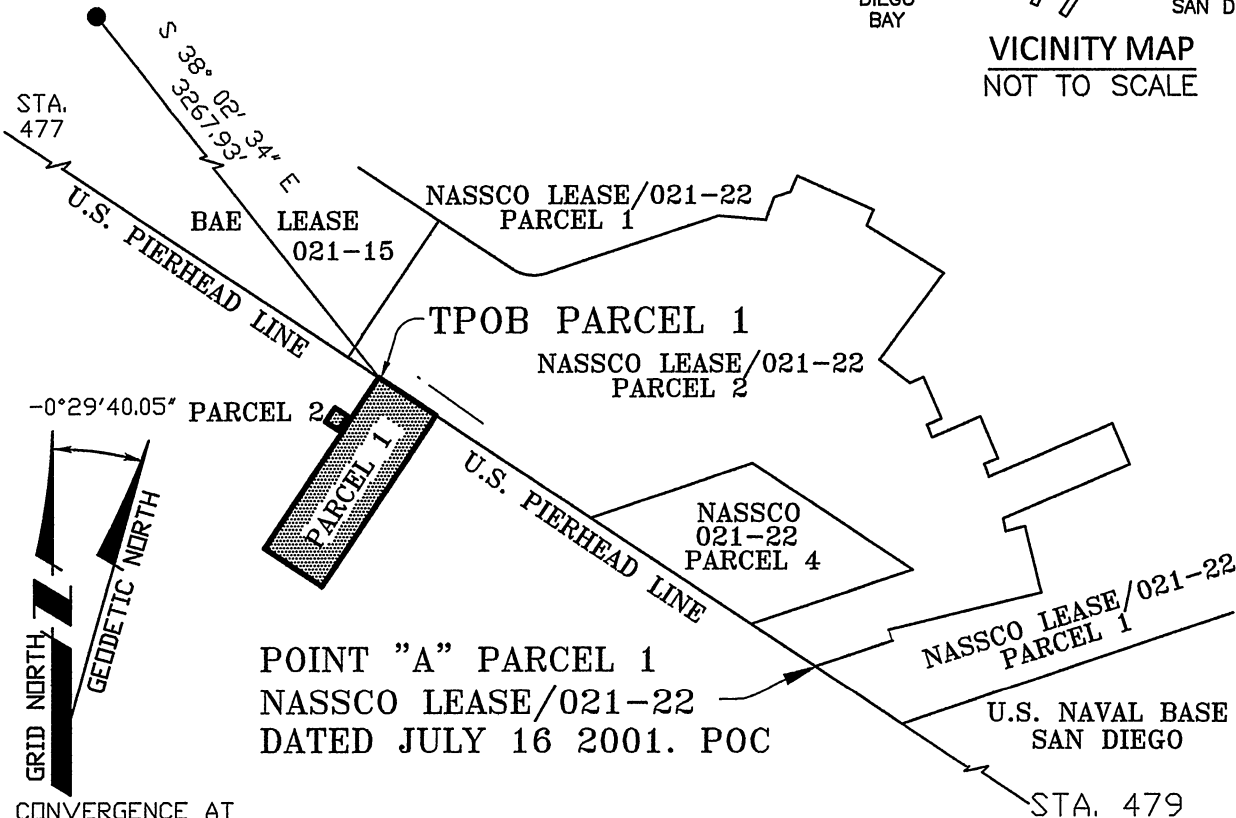 DIEGO
BAY
SAN D
VICINITY MAP
NOT TO SCALE
S 38° 02' 34" E
3267.93'
STA.
477
U.S. PIERHEAD LINE
BAE LEASE
021-15
NASSCO LEASE/021-22
PARCEL 1
TPOB PARCEL 1
NASSCO LEASE/021-22
PARCEL 2
-0°29'40.05"
PARCEL 2
PARCEL 1
U.S. PIERHEAD LINE
NASSCO
021-22
PARCEL 4
GRID NORTH
GEODETIC NORTH
NASSCO LEASE/021-22
PARCEL 1
POINT "A" PARCEL 1
NASSCO LEASE/021-22
DATED JULY 16 2001. POC
U.S. NAVAL BASE
SAN DIEGO
STA. 479
CONVERGENCE AT